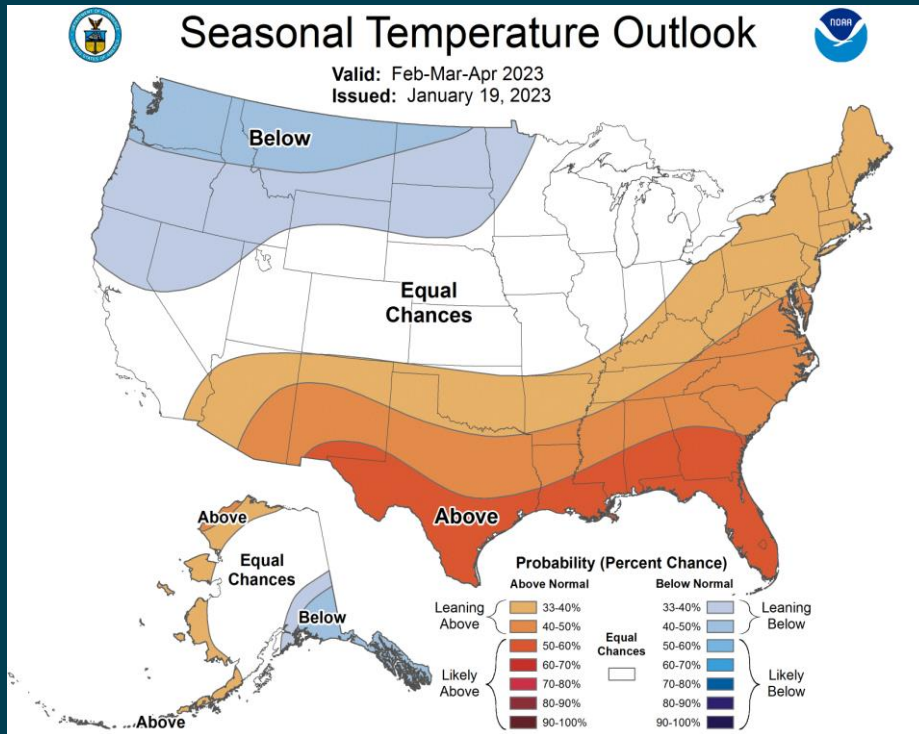 Seasonal Temperature Outlook
NOAA
Valid: Feb-Mar-Apr 2023
Issued: January 19, 2023
Below
Equal
Chances
Above
Above
Equal
Chances
Below
Above
Probability (Percent Chance)
Above Normal
Below Normal
Leaning
Above
33-40%
40-50%
Likely
Above
50-60%
60-70%
70-80%
80-90%
90-100%
Equal
Chances
33-40%
40-50%
Leaning
Below
50-60%
60-70%
70-80%
80-90%
90-100%
Likely
Below